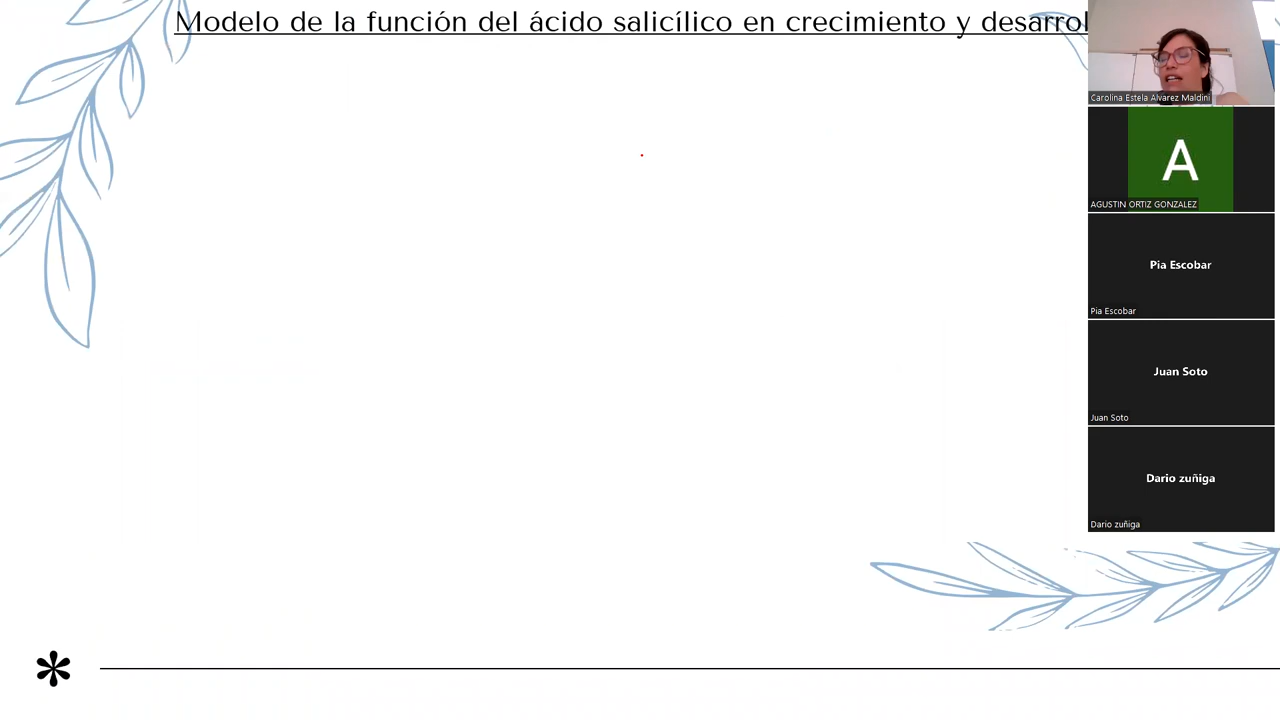 Modelo de la función del ácido salicílico en crecimiento y desarrol
Carolina Estela Alvarez Maldini
A
AGUSTIN ORTIZ GONZALEZ
Pia Escobar
Pia Escobar
Juan Soto
Juan Soto
Dario zuñiga
Dario zuñiga